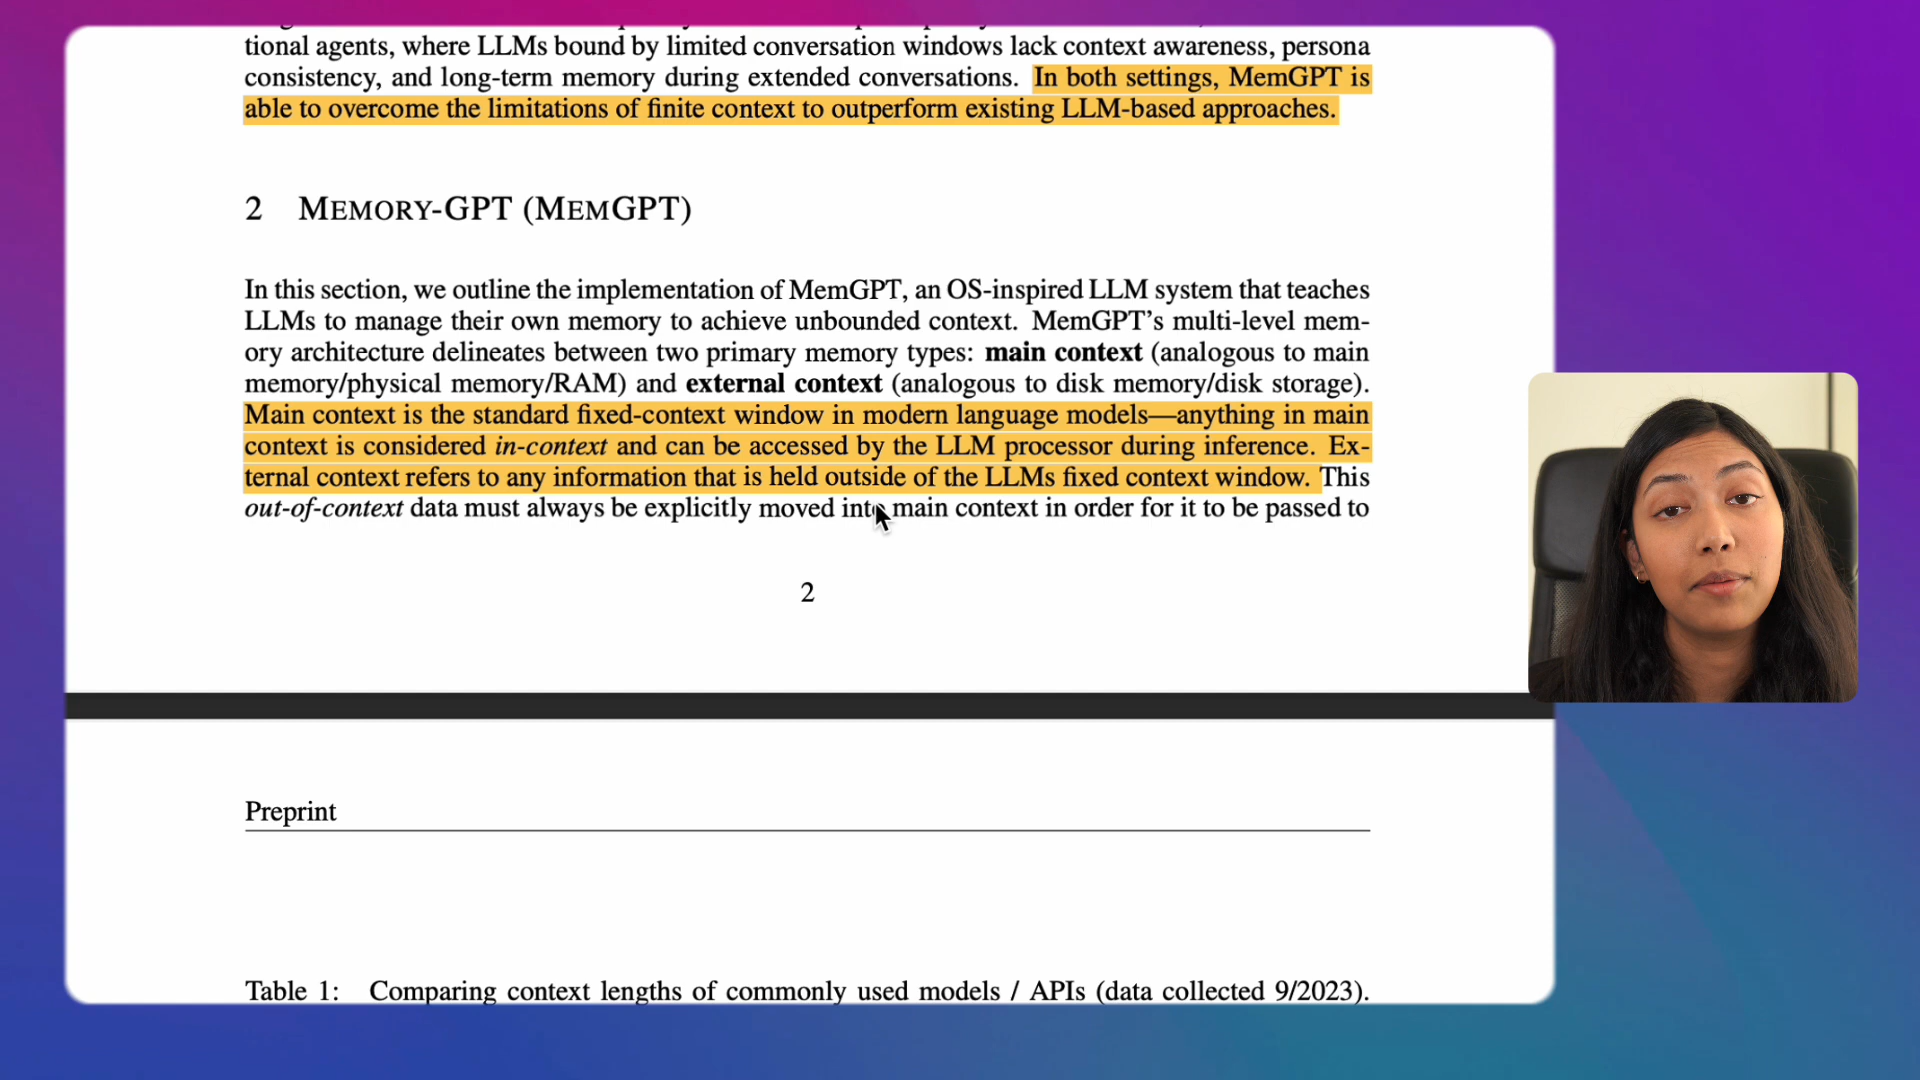 tional agents, where LLMs bound by limited conversation windows lack context awareness, persona
consistency, and long-term memory during extended conversations. In both settings, MemGPT is
able to overcome the limitations of finite context to outperform existing LLM-based approaches.
2 MEMORY-GPT (MEMGPT)
In this section, we outline the implementation of MemGPT, an OS-inspired LLM system that teaches
LLMs to manage their own memory to achieve unbounded context. MemGPT's multi-level mem-
ory architecture delineates between two primary memory types: main context (analogous to main
memory/physical memory/RAM) and external context (analogous to disk memory/disk storage).
Main context is the standard fixed-context window in modern language models—anything in main
context is considered in-context and can be accessed by the LLM processor during inference. Ex-
ternal context refers to any information that is held outside of the LLMs fixed context window. This
out-of-context data must always be explicitly moved into main context in order for it to be passed to
2
Preprint
Table 1: Comparing context lengths of commonly used models / APIs (data collected 9/2023).